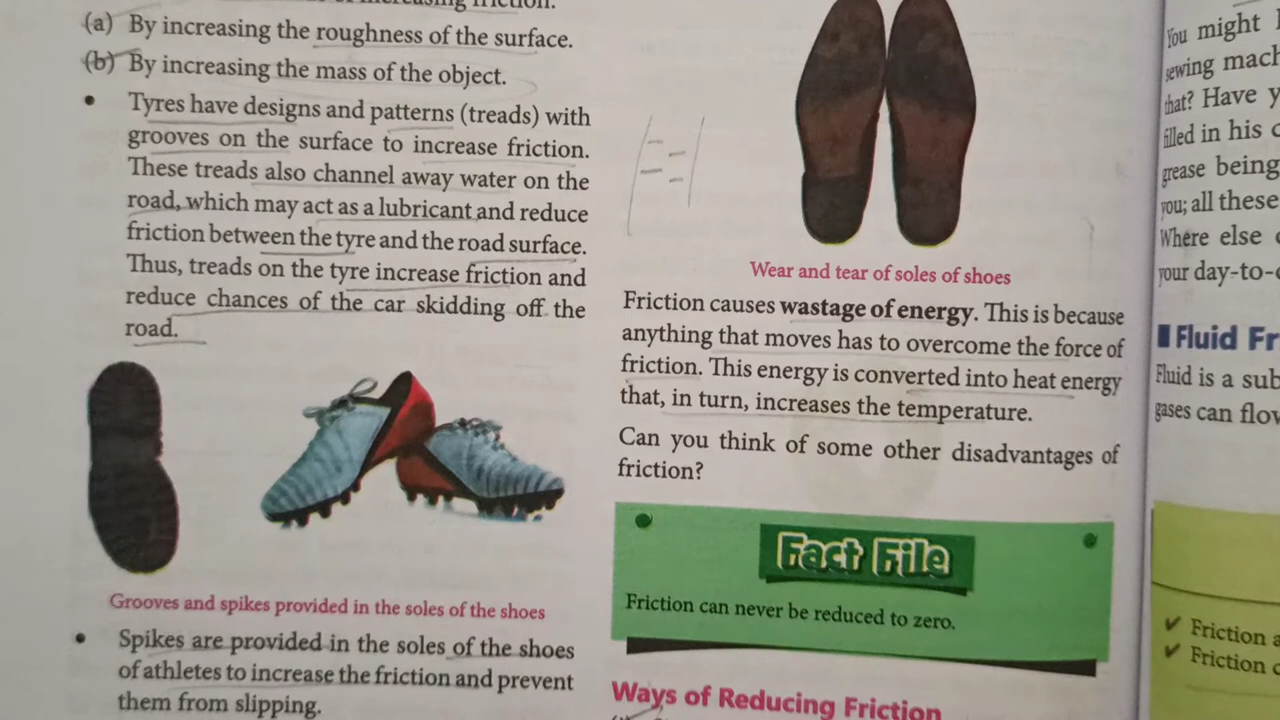 increasing friction.
(a) By increasing the roughness of the surface.
(b) By increasing the mass of the object.
• Tyres have designs and patterns (treads) with
grooves on the surface to increase friction.
These treads also channel away water on the
road, which may act as a lubricant and reduce
friction between the tyre and the road surface.
Thus, treads on the tyre increase friction and
reduce chances of the car skidding off the
road.
Grooves and spikes provided in the soles of the shoes
• Spikes are provided in the soles of the shoes
of athletes to increase the friction and prevent
them from slipping.
Wear and tear of soles of shoes
Friction causes wastage of energy. This is because
anything that moves has to overcome the force of
friction. This energy is converted into heat energy
that, in turn, increases the temperature.
Can you think of some other disadvantages of
friction?
Fact File
Friction can never be reduced to zero.
Ways of Reducing Friction
You might
sewing mach
that? Have y
filled in his
grease being
you; all these
Where else
your day-to-
Fluid Fr
Fluid is a sub
gases can flow
✔ Friction
✔ Friction